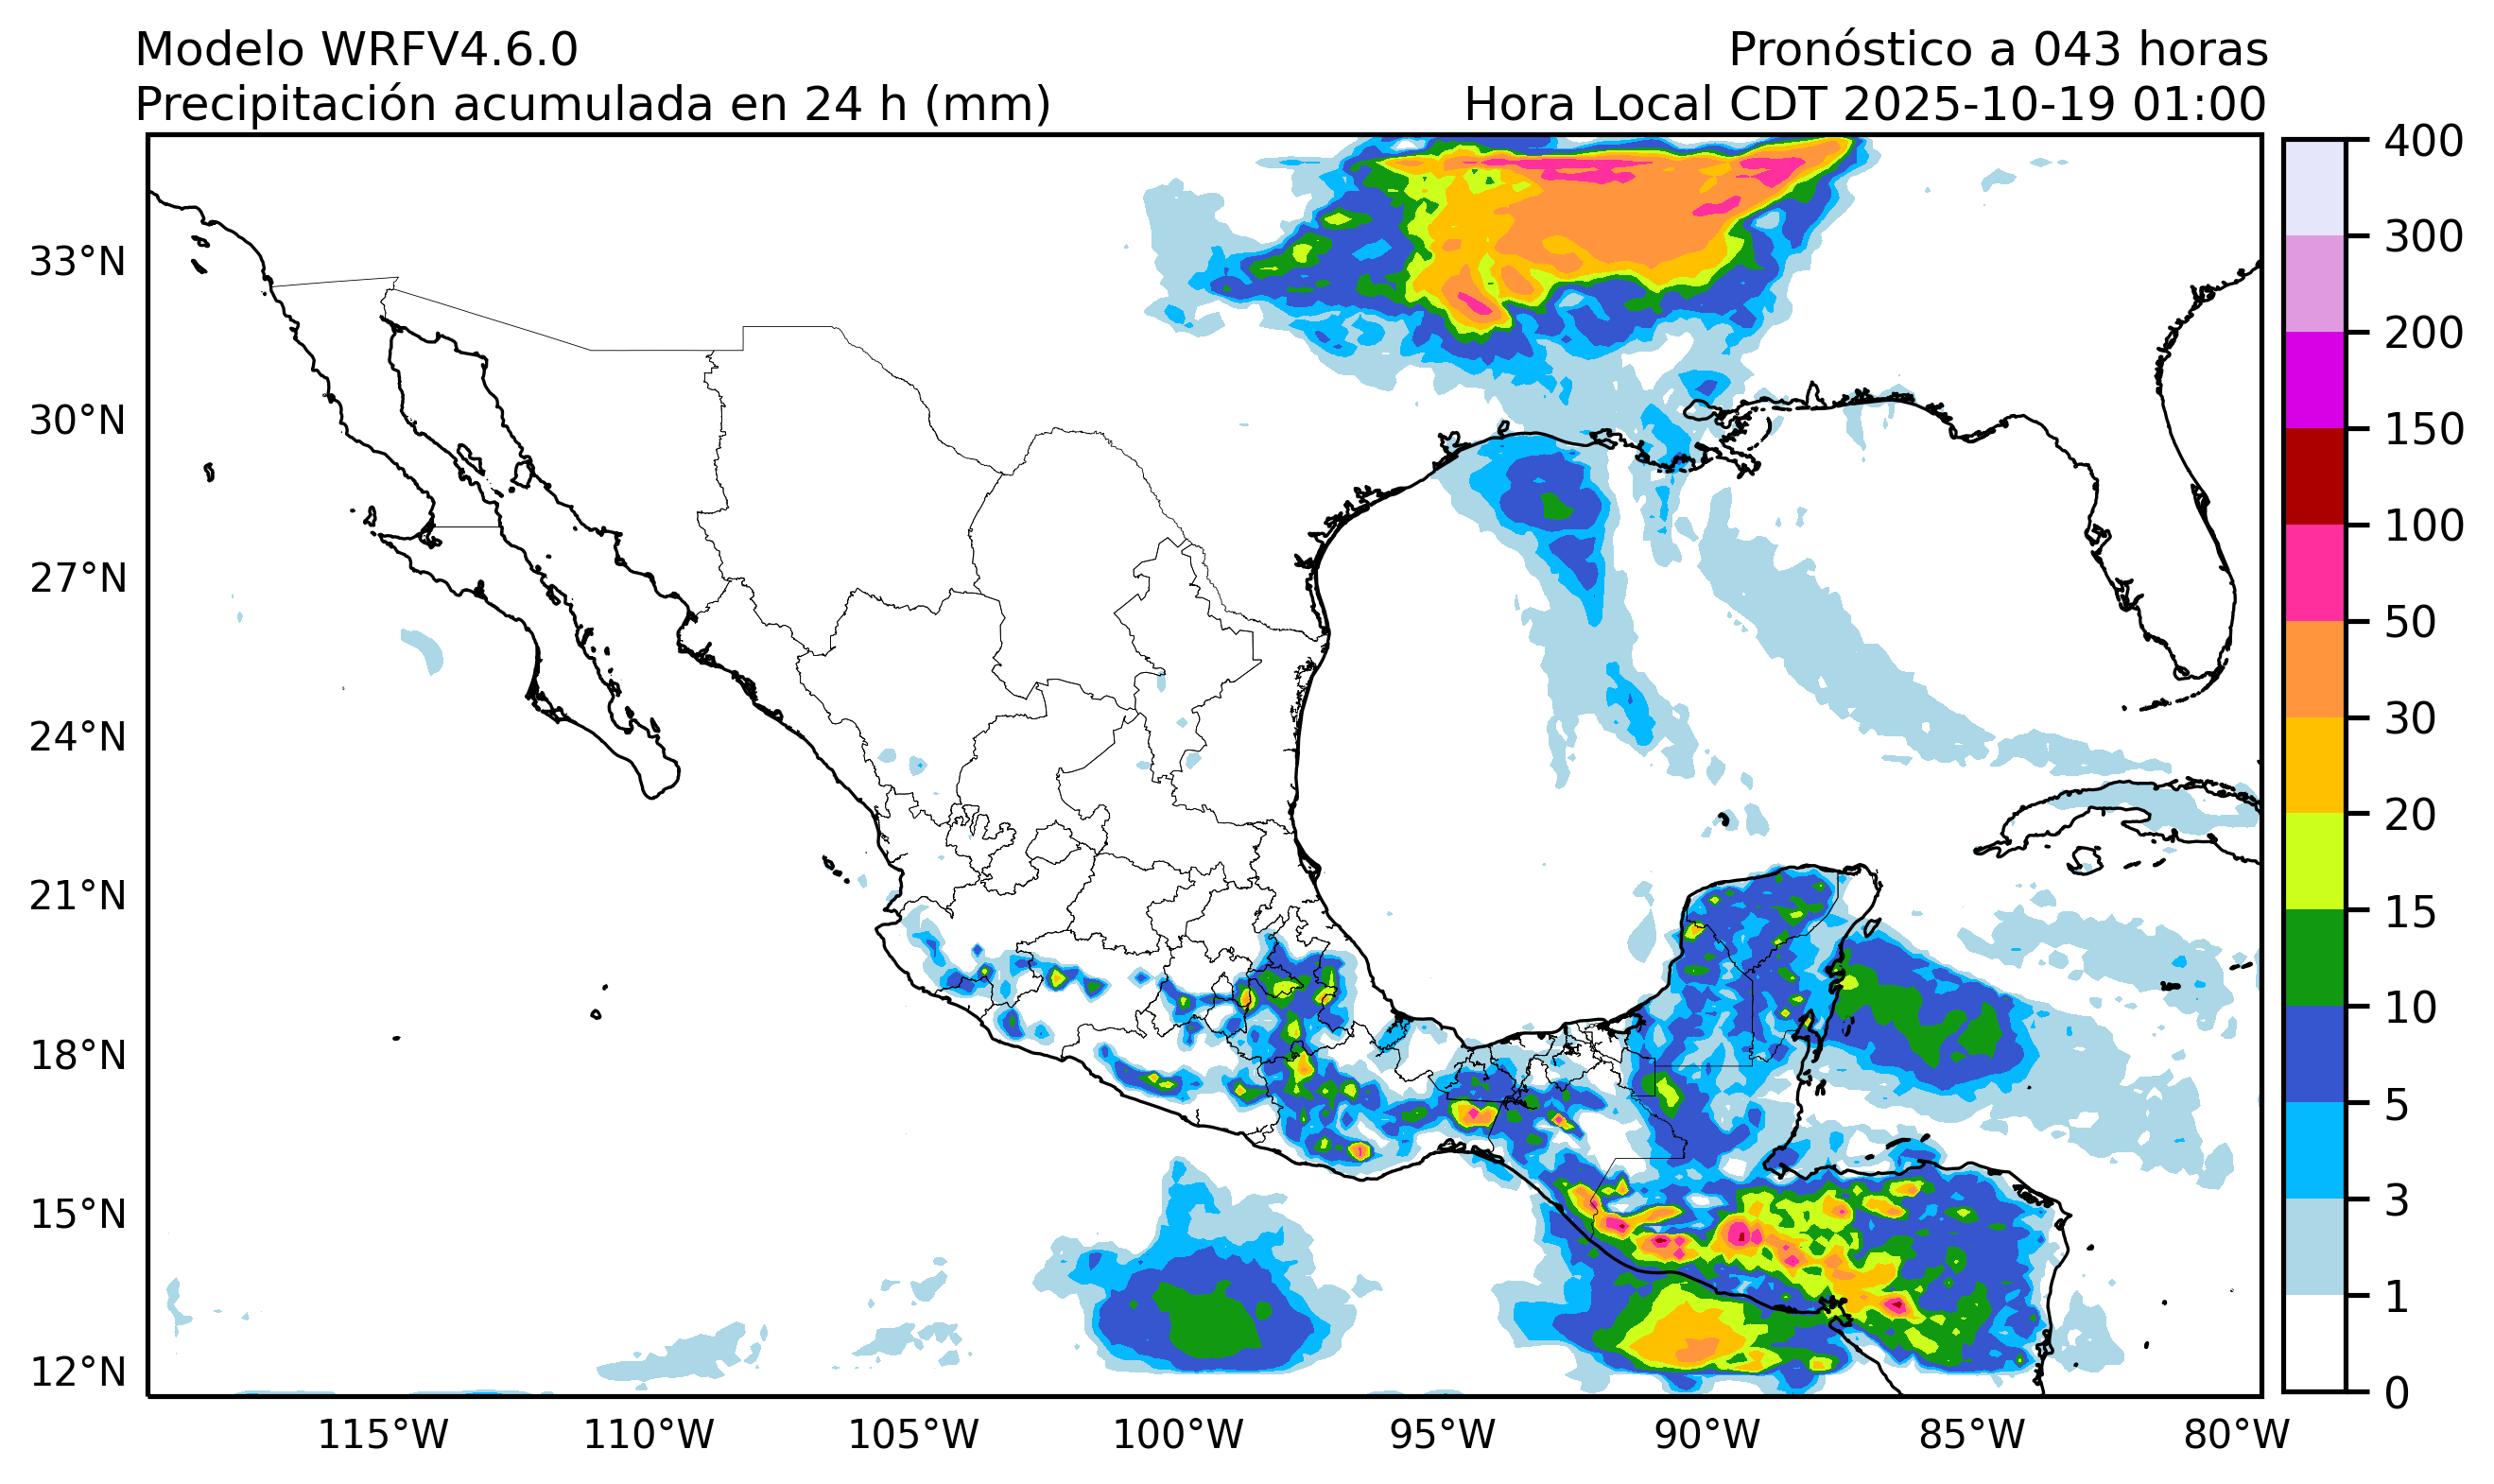 Modelo WRFV4.6.0
Pronóstico a 043 horas
Precipitación acumulada en 24 h (mm)
Hora Local CDT 2025-10-19 01:00
33°N
30°N
27°N
24°N
21°N
18°N
15°N
12°N
115°W
110°W
105°W
100°W
95°W
90°W
85°W
80°W
400
300
200
150
100
50
30
20
15
10
5
3
1
0